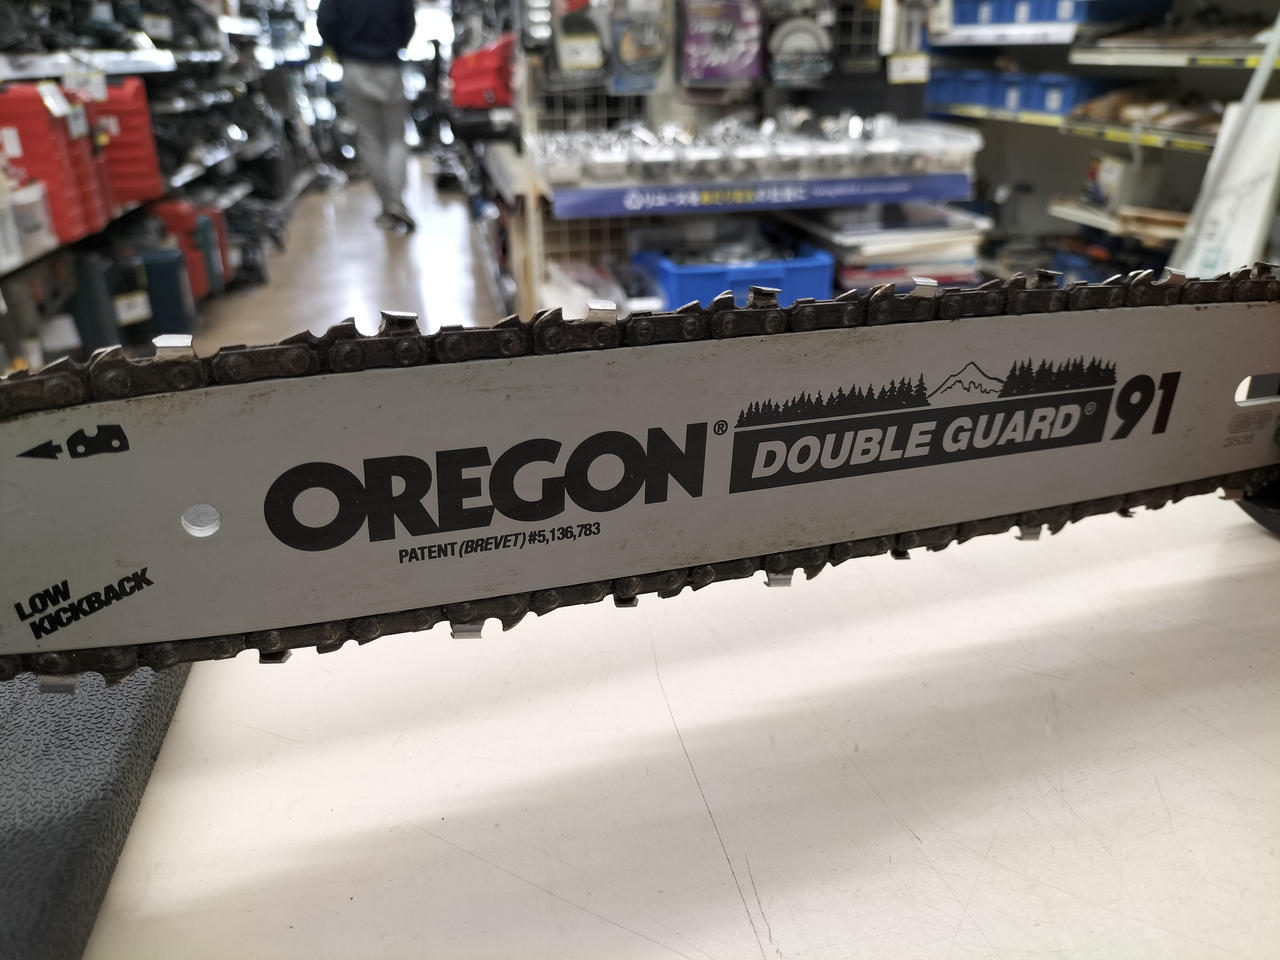 OREGON®
DOUBLE GUARD® 91
PATENT (BREVET) #5,136,783
LOW
KICKBACK